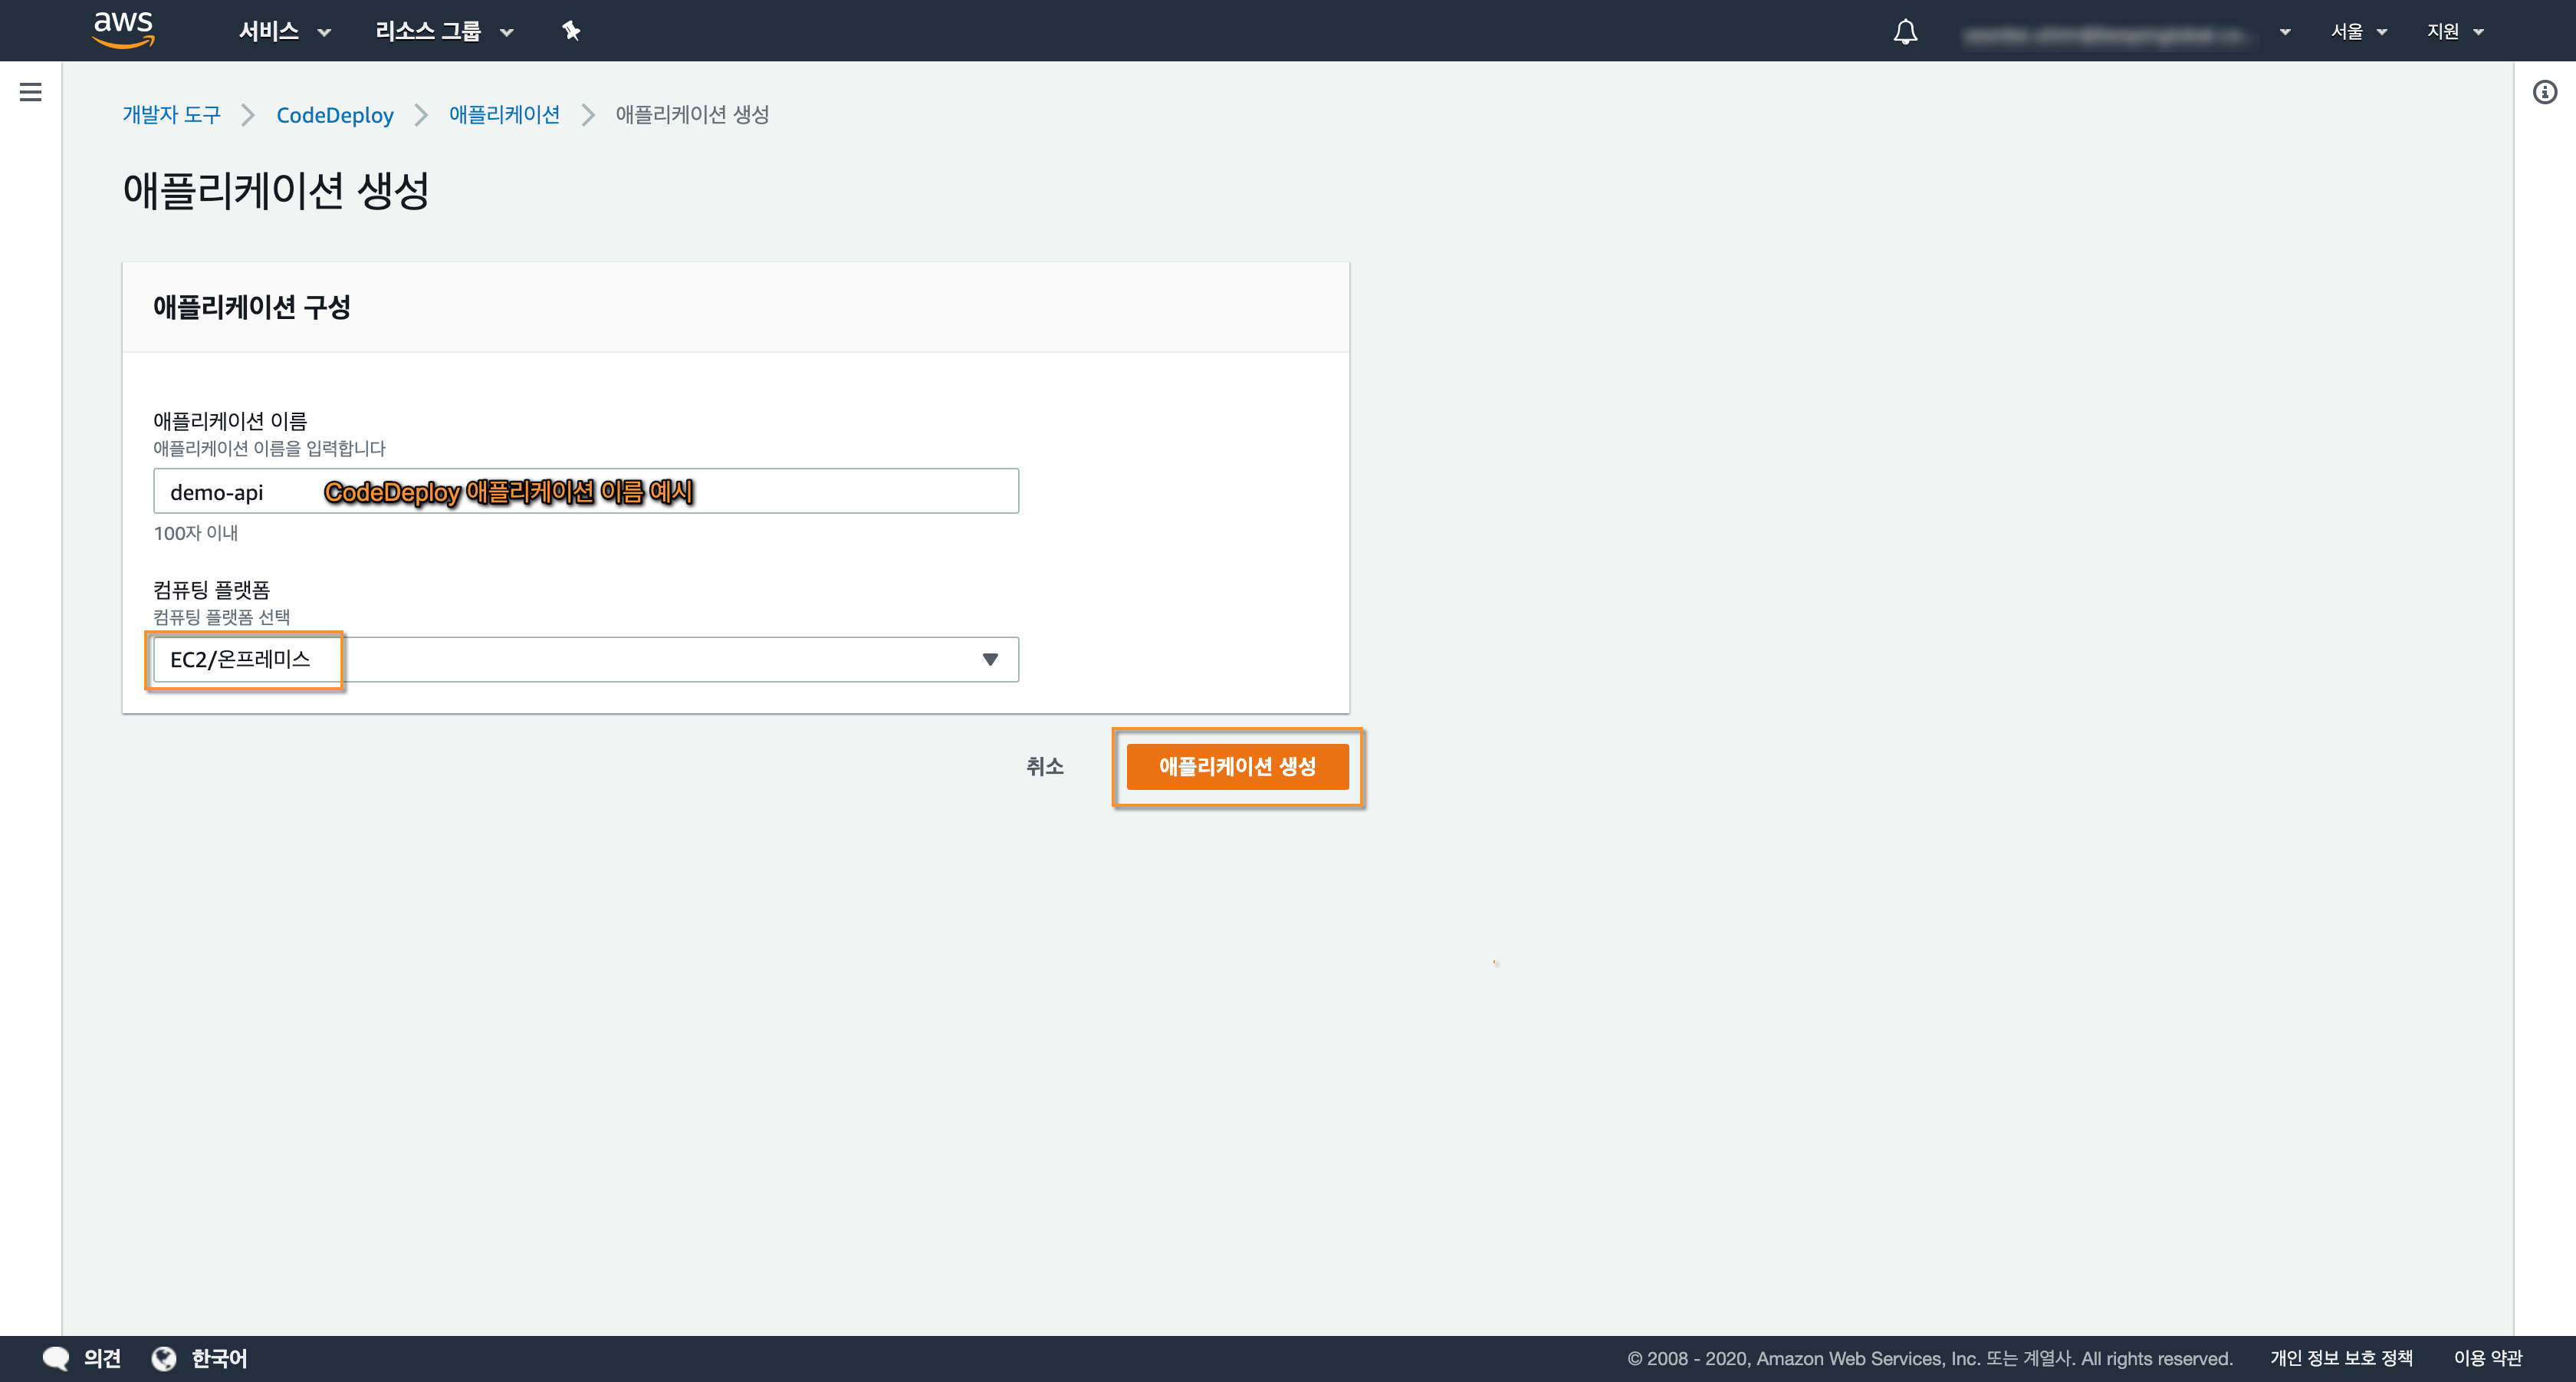 aws 서비스 리소스 그룹 서울 지원
개발자 도구 CodeDeploy 애플리케이션 애플리케이션 생성
애플리케이션 생성
애플리케이션 구성
애플리케이션 이름
애플리케이션 이름을 입력합니다
demo-api CodeDeploy 애플리케이션 이름 예시
100자 이내
컴퓨팅 플랫폼
컴퓨팅 플랫폼 선택
EC2/온프레미스
취소 애플리케이션 생성
의견 한국어 © 2008 - 2020, Amazon Web Services, Inc. 또는 계열사. All rights reserved. 개인 정보 보호 정책 이용 약관